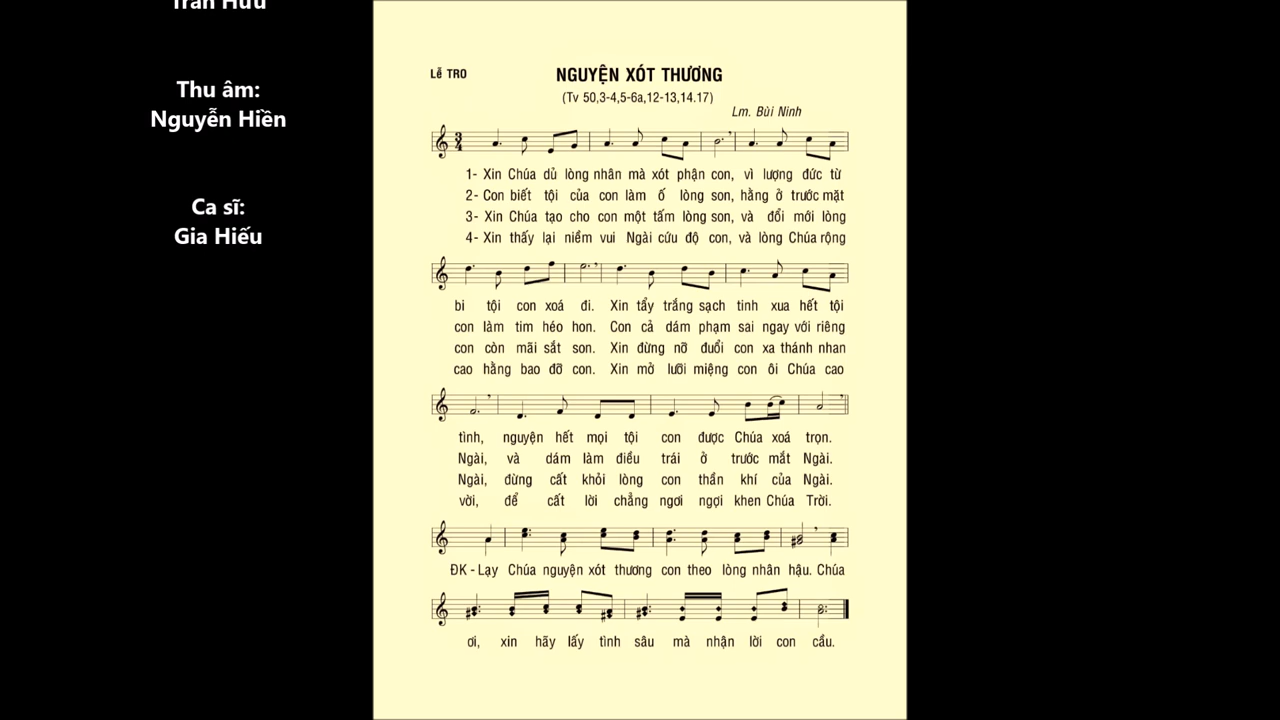 Trần Hữu
Thu âm:
Nguyễn Hiền
Ca sĩ:
Gia Hiếu
Lễ TRO
NGUYỆN XÓT THƯƠNG
(Tv 50,3-4,5-6a,12-13,14.17)
Lm. Bùi Ninh
3
4
1- Xin Chúa dủ lòng nhân mà xót phận con, vì lượng đức từ
2- Con biết tội của con làm ố lòng son, hằng ở trước mặt
3- Xin Chúa tạo cho con một tấm lòng son, và đổi mới lòng
4- Xin thấy lại niềm vui Ngài cứu độ con, và lòng Chúa rộng
bi tội con xoá đi. Xin tẩy trắng sạch tinh xua hết tội
con làm tim héo hon. Con cả dám phạm sai ngay với riêng
con còn mãi sắt son. Xin đừng nỡ đuổi con xa thánh nhan
cao hằng bao đỡ con. Xin mở lưỡi miệng con ôi Chúa cao
tình, nguyện hết mọi tội con được Chúa xoá trọn.
Ngài, và dám làm điều trái ở trước mắt Ngài.
Ngài, đừng cất khỏi lòng con thần khí của Ngài.
vời, để cất lời chẳng ngơi ngợi khen Chúa Trời.
ĐK - Lạy Chúa nguyện xót thương con theo lòng nhân hậu. Chúa
ơi, xin hãy lấy tình sâu mà nhận lời con cầu.